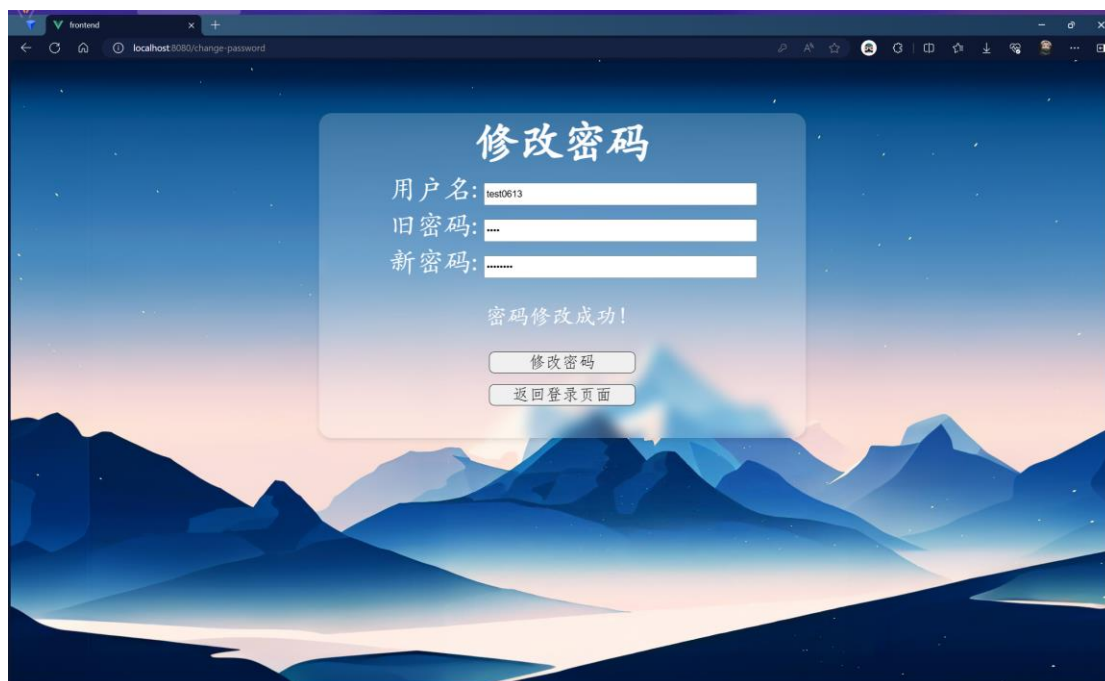 frontend
localhost:8080/change-password
修改密码
用户名: test0613
旧密码: ••••
新密码: ••••••••
密码修改成功!
修改密码
返回登录页面